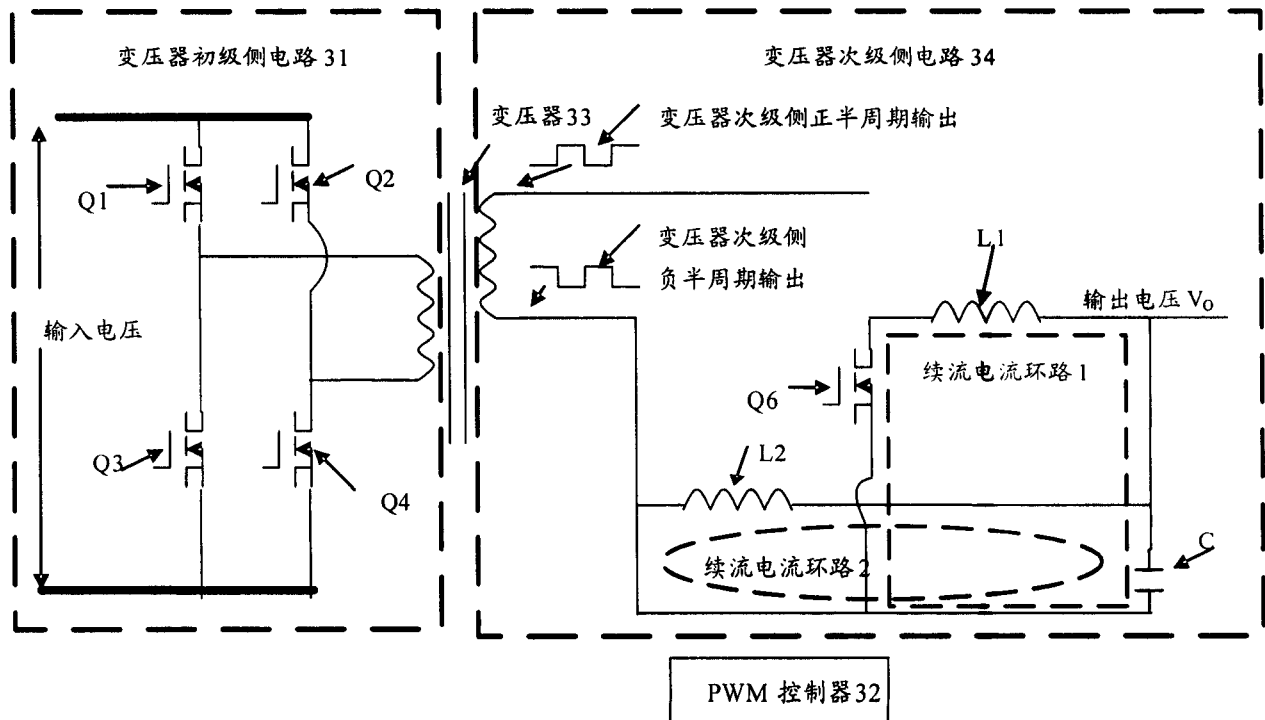 变压器初级侧电路 31
变压器次级侧电路 34
变压器33
变压器次级侧正半周期输出
Q1
Q2
变压器次级侧
负半周期输出
L1
输出电压 Vo
输入电压
续流电流环路 1
Q6
Q3
Q4
L2
续流电流环路 2
C
PWM 控制器32